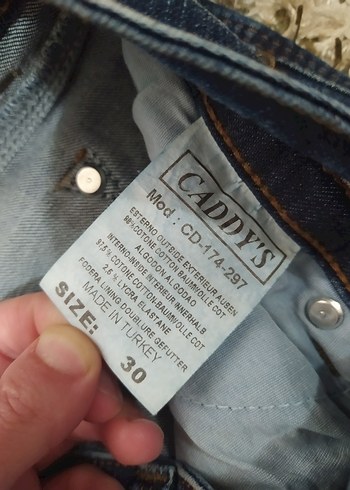 CADDY'S
Mod: CD-174-297
ESTERNO OUTSIDE EXTERIEUR AUSEN
98%COTONE COTTON BAUMWOLLE COT
ALGODON ALGODAO
INTERNO-INSIDE INTERIEUR INNERHALB
97,5% COTONE COTTON-BAUMWOLLE COT
2,5 % LYCRA ELASTANE
FODERA LINING DOUBLURE GEFUTTER
MADE IN TURKEY
SIZE: 30